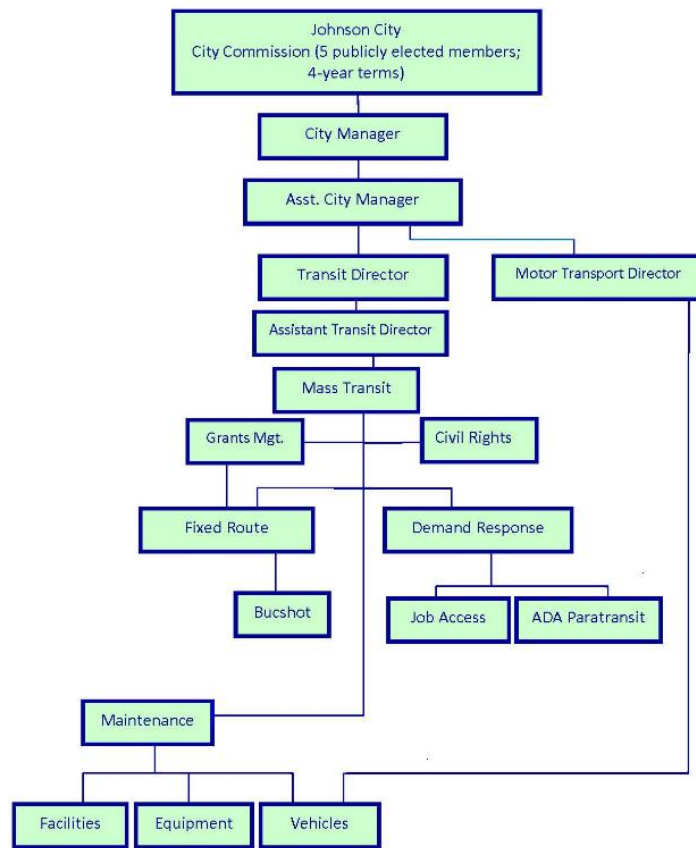 Johnson City
City Commission (5 publicly elected members;
4-year terms)
City Manager
Asst. City Manager
Transit Director
Motor Transport Director
Assistant Transit Director
Mass Transit
Grants Mgt.
Civil Rights
Fixed Route
Demand Response
Bucshot
Job Access
ADA Paratransit
Maintenance
Facilities
Equipment
Vehicles